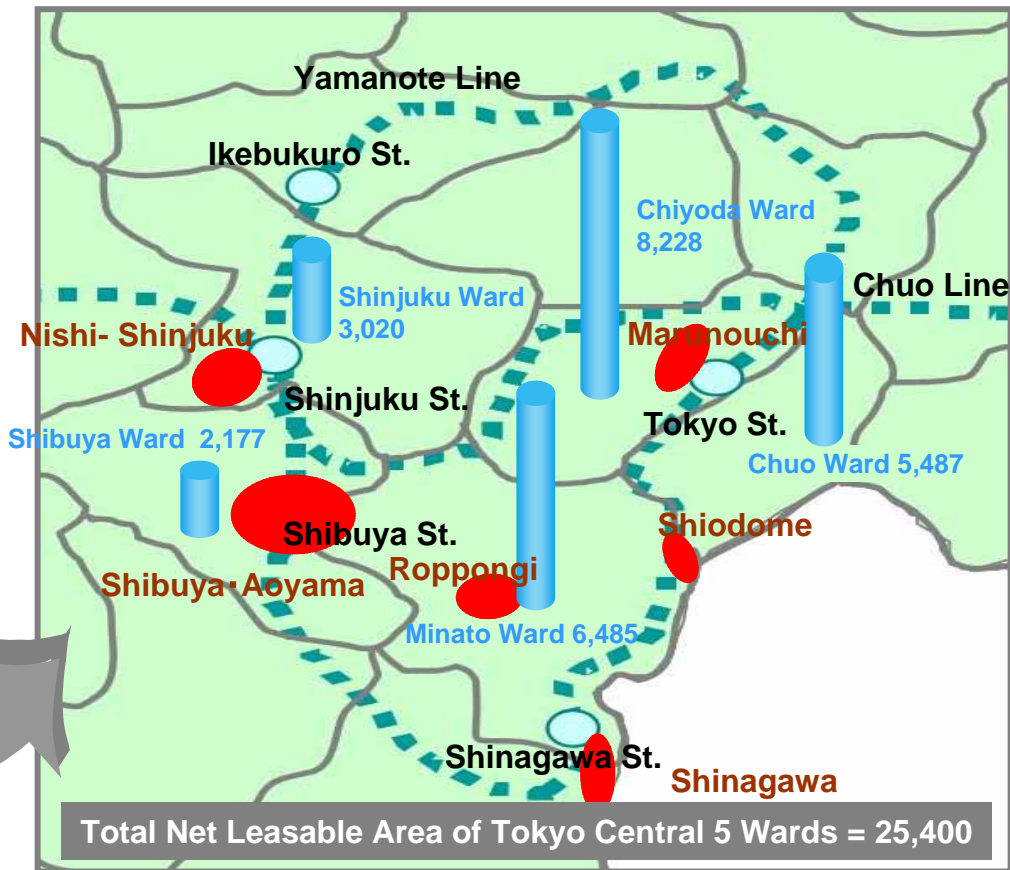 Yamanote Line
Ikebukuro St.
Chiyoda Ward
8,228
Shinjuku Ward
3,020
Chuo Line
Nishi- Shinjuku
Marunouchi
Shinjuku St.
Tokyo St.
Shibuya Ward 2,177
Chuo Ward 5,487
Shibuya St.
Shiodome
Roppongi
Shibuya・Aoyama
Minato Ward 6,485
Shinagawa St.
Shinagawa
Total Net Leasable Area of Tokyo Central 5 Wards = 25,400